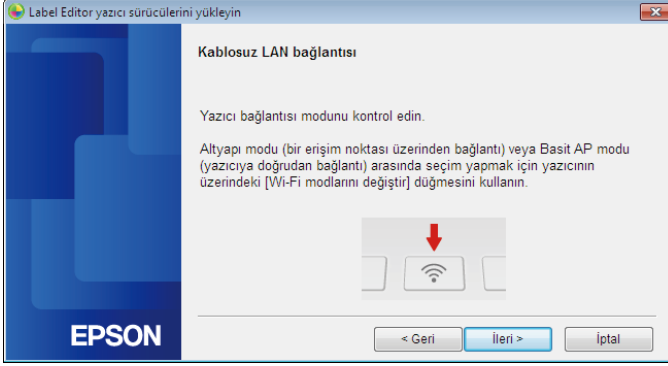 Label Editor yazıcı sürücülerini yükleyin
Kablosuz LAN bağlantısı
Yazıcı bağlantısı modunu kontrol edin.
Altyapı modu (bir erişim noktası üzerinden bağlantı) veya Basit AP modu
(yazıcıya doğrudan bağlantı) arasında seçim yapmak için yazıcının
üzerindeki [Wi-Fi modlarını değiştir] düğmesini kullanın.
EPSON
< Geri
İleri >
İptal